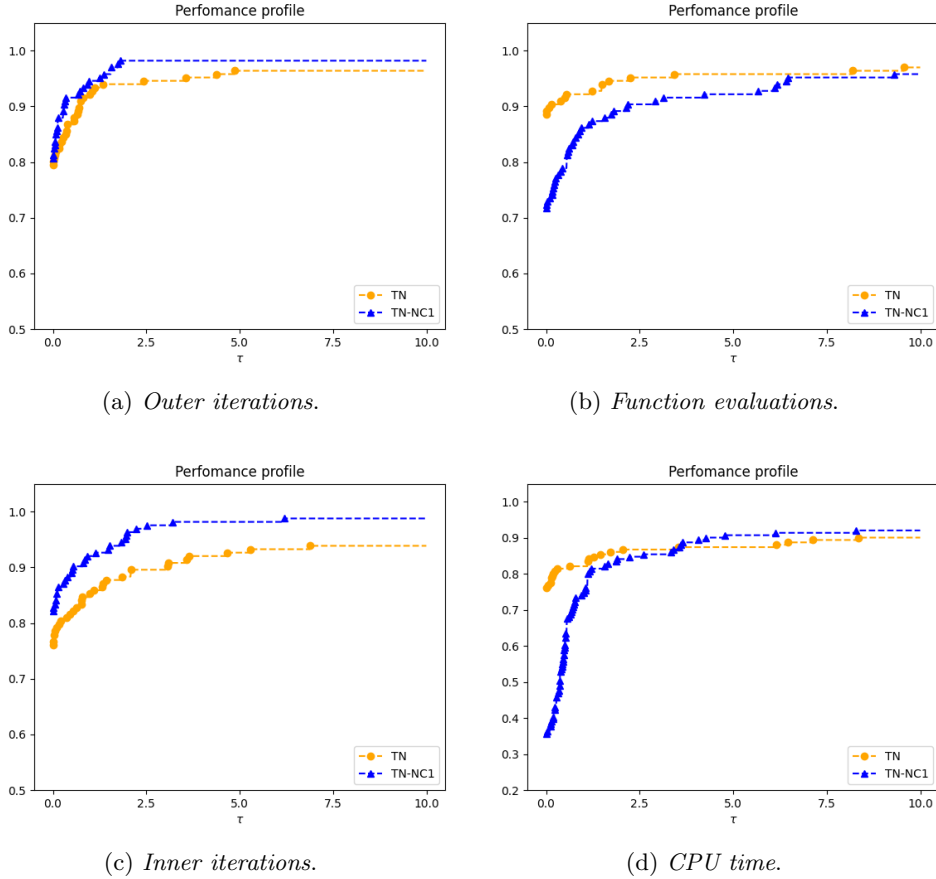 Perfomance profile
1.0
0.9
0.8
0.7
0.6
0.5
TN
TN-NC1
0.0 2.5 5.0 7.5 10.0
τ
(a) Outer iterations.
Perfomance profile
1.0
0.9
0.8
0.7
0.6
0.5
TN
TN-NC1
0.0 2.5 5.0 7.5 10.0
τ
(b) Function evaluations.
Perfomance profile
1.0
0.9
0.8
0.7
0.6
0.5
TN
TN-NC1
0.0 2.5 5.0 7.5 10.0
τ
(c) Inner iterations.
Perfomance profile
1.0
0.9
0.8
0.7
0.6
0.5
0.4
0.3
0.2
TN
TN-NC1
0.0 2.5 5.0 7.5 10.0
τ
(d) CPU time.